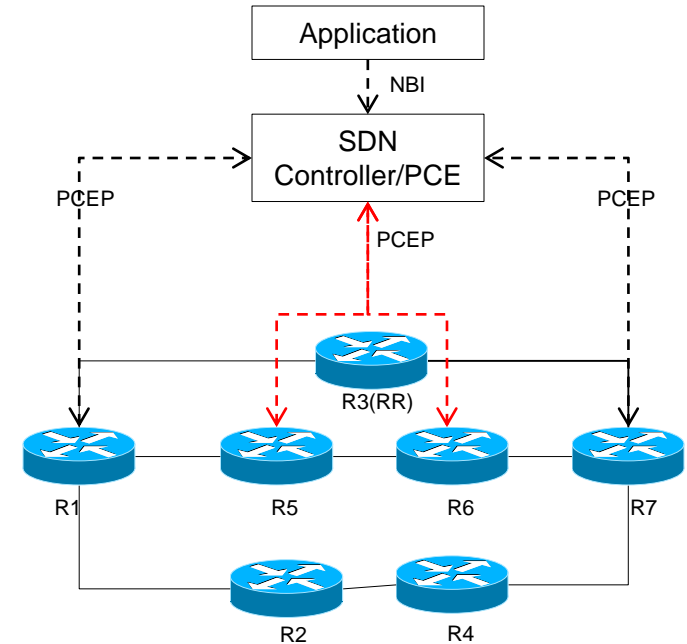 Application
NBI
SDN
Controller/PCE
PCEP
PCEP
PCEP
R3(RR)
R1
R5
R6
R7
R2
R4